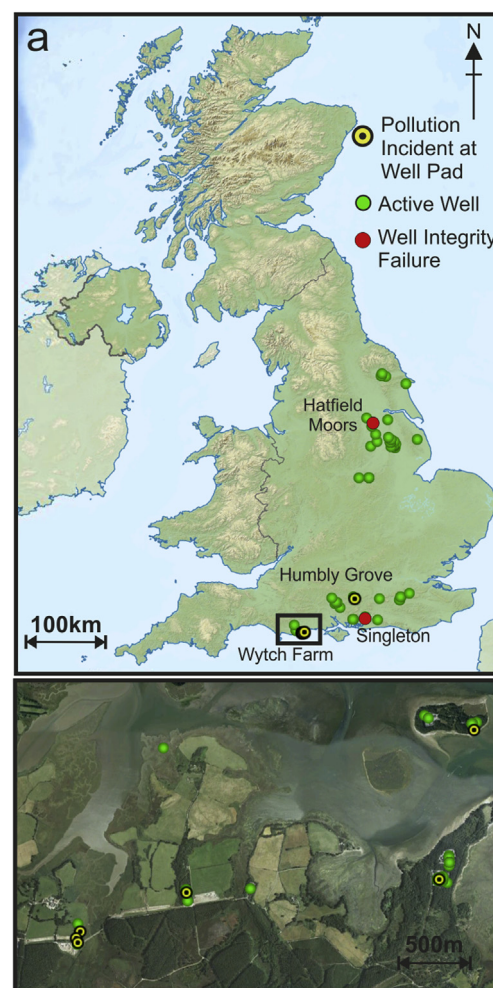 a
N
Pollution
Incident at
Well Pad
Active Well
Well Integrity
Failure
Hatfield
Moors
Humbly Grove
100km
Singleton
Wytch Farm
500m